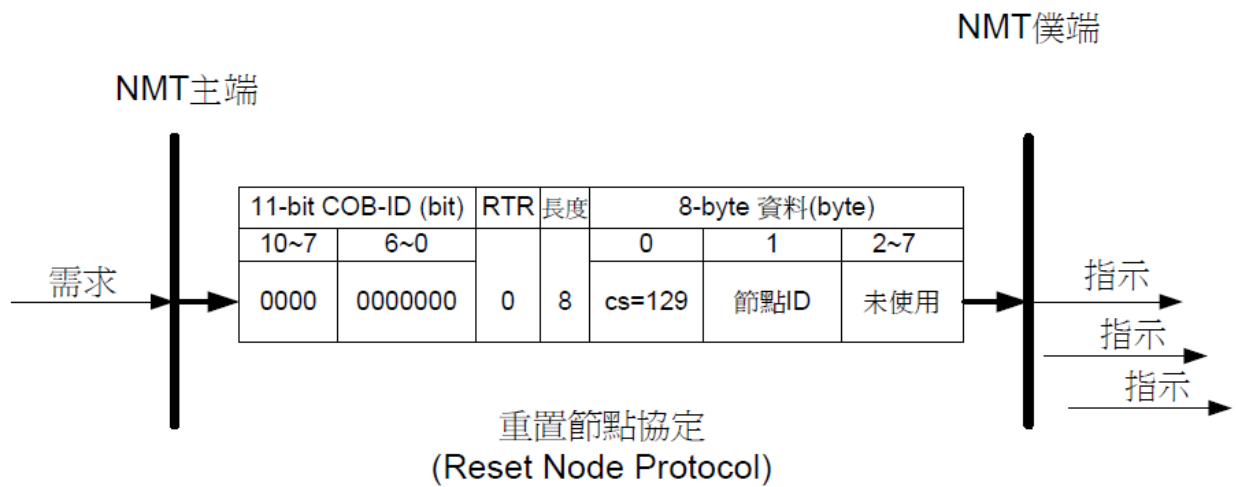 NMT僕端
NMT主端
11-bit COB-ID (bit) RTR 長度 8-byte 資料(byte)
10~7 6~0 0 1 2~7
需求 0000 0000000 0 8 cs=129 節點ID 未使用 指示
指示
指示
重置節點協定
(Reset Node Protocol)